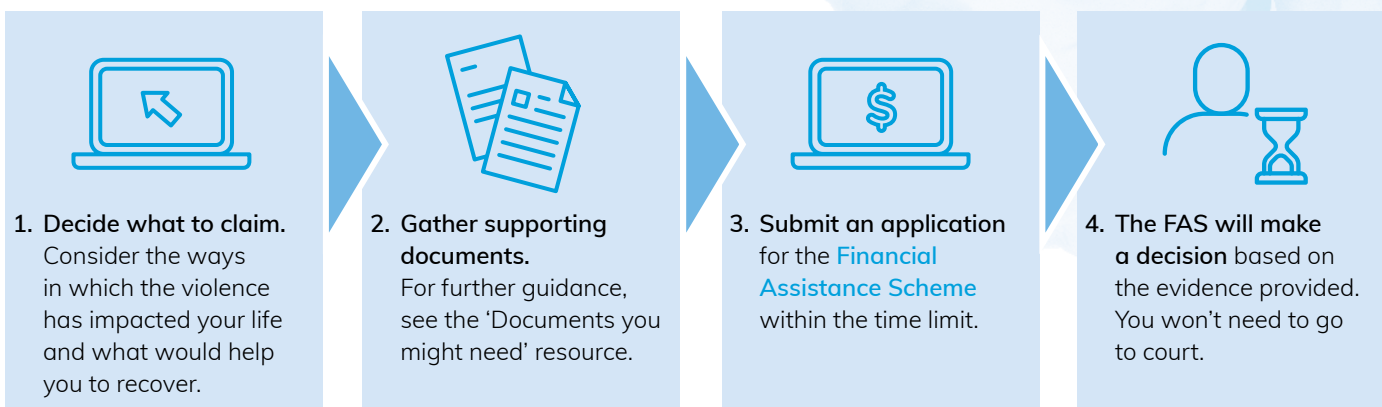 1. Decide what to claim.
Consider the ways
in which the violence
has impacted your life
and what would help
you to recover.
2. Gather supporting
documents.
For further guidance,
see the ‘Documents you
might need’ resource.
$
3. Submit an application
for the Financial
Assistance Scheme
within the time limit.
4. The FAS will make
a decision based on
the evidence provided.
You won’t need to go
to court.